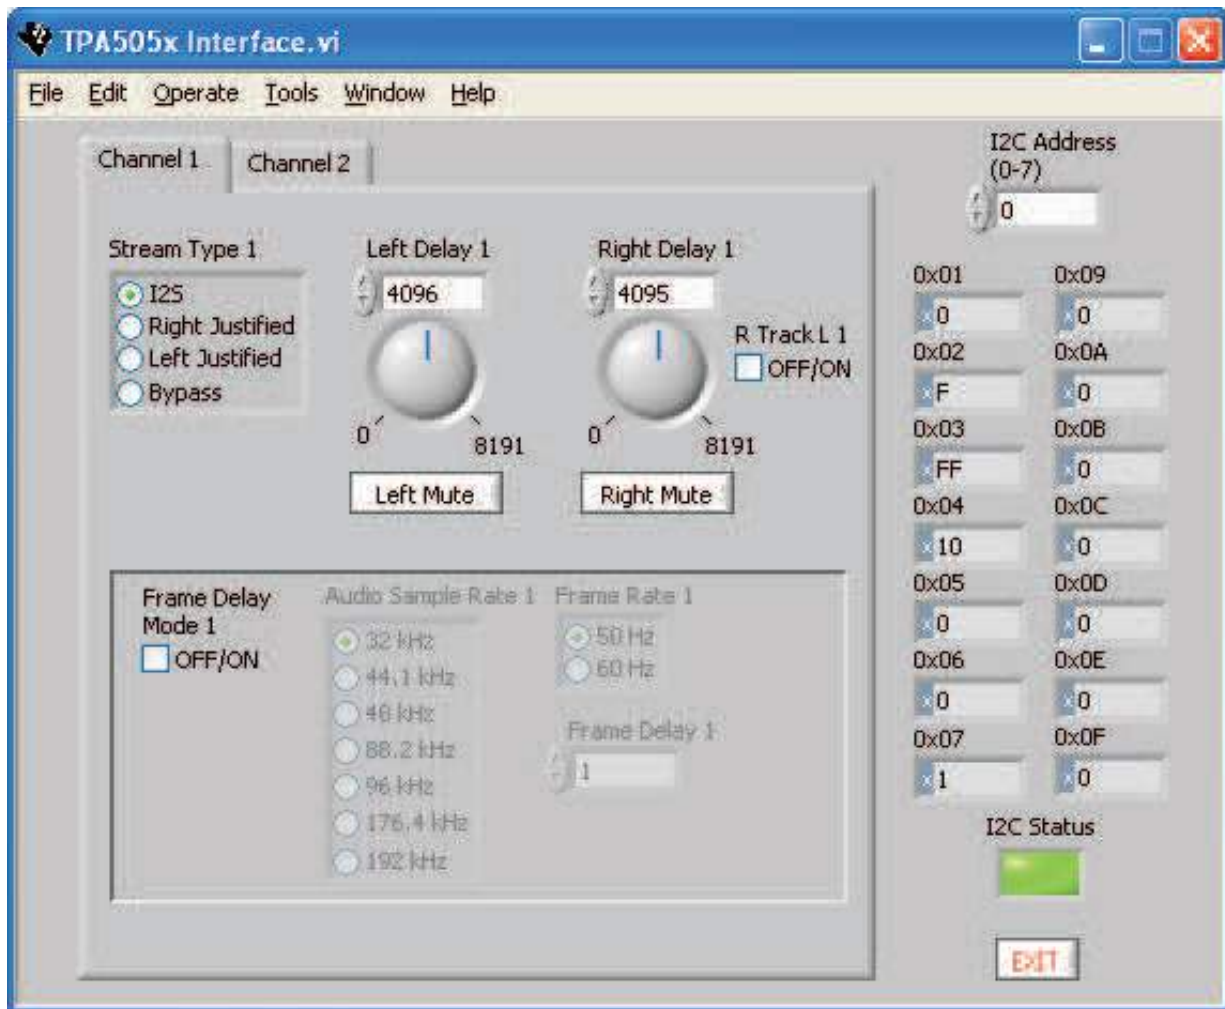 TPA505x Interface.vi
File Edit Operate Tools Window Help
Channel 1
Channel 2
Stream Type 1
I2S
Right Justified
Left Justified
Bypass
Left Delay 1
4096
0
8191
Left Mute
Right Delay 1
4095
0
8191
Right Mute
R Track L 1
OFF/ON
Frame Delay
Mode 1
OFF/ON
Audio Sample Rate 1
32 kHz
44.1 kHz
48 kHz
88.2 kHz
96 kHz
176.4 kHz
192 kHz
Frame Rate 1
50 Hz
60 Hz
Frame Delay 1
1
I2C Address
(0-7)
0
0x01 0x09
x 0 x 0
0x02 0x0A
x F x 0
0x03 0x0B
x FF x 0
0x04 0x0C
x 10 x 0
0x05 0x0D
x 0 x 0
0x06 0x0E
x 0 x 0
0x07 0x0F
x 1 x 0
I2C Status
EXIT